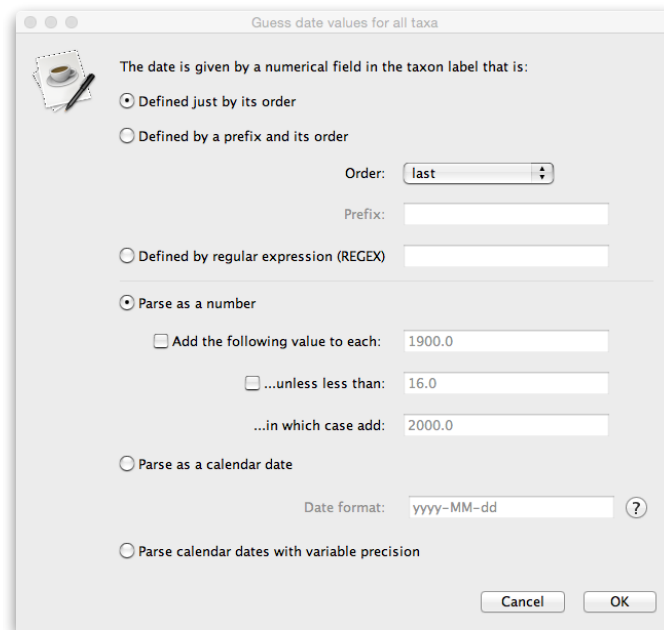 Guess date values for all taxa
The date is given by a numerical field in the taxon label that is:
Defined just by its order
Defined by a prefix and its order
Order: last
Prefix:
Defined by regular expression (REGEX)
Parse as a number
Add the following value to each: 1900.0
...unless less than: 16.0
...in which case add: 2000.0
Parse as a calendar date
Date format: yyyy-MM-dd ?
Parse calendar dates with variable precision
Cancel OK